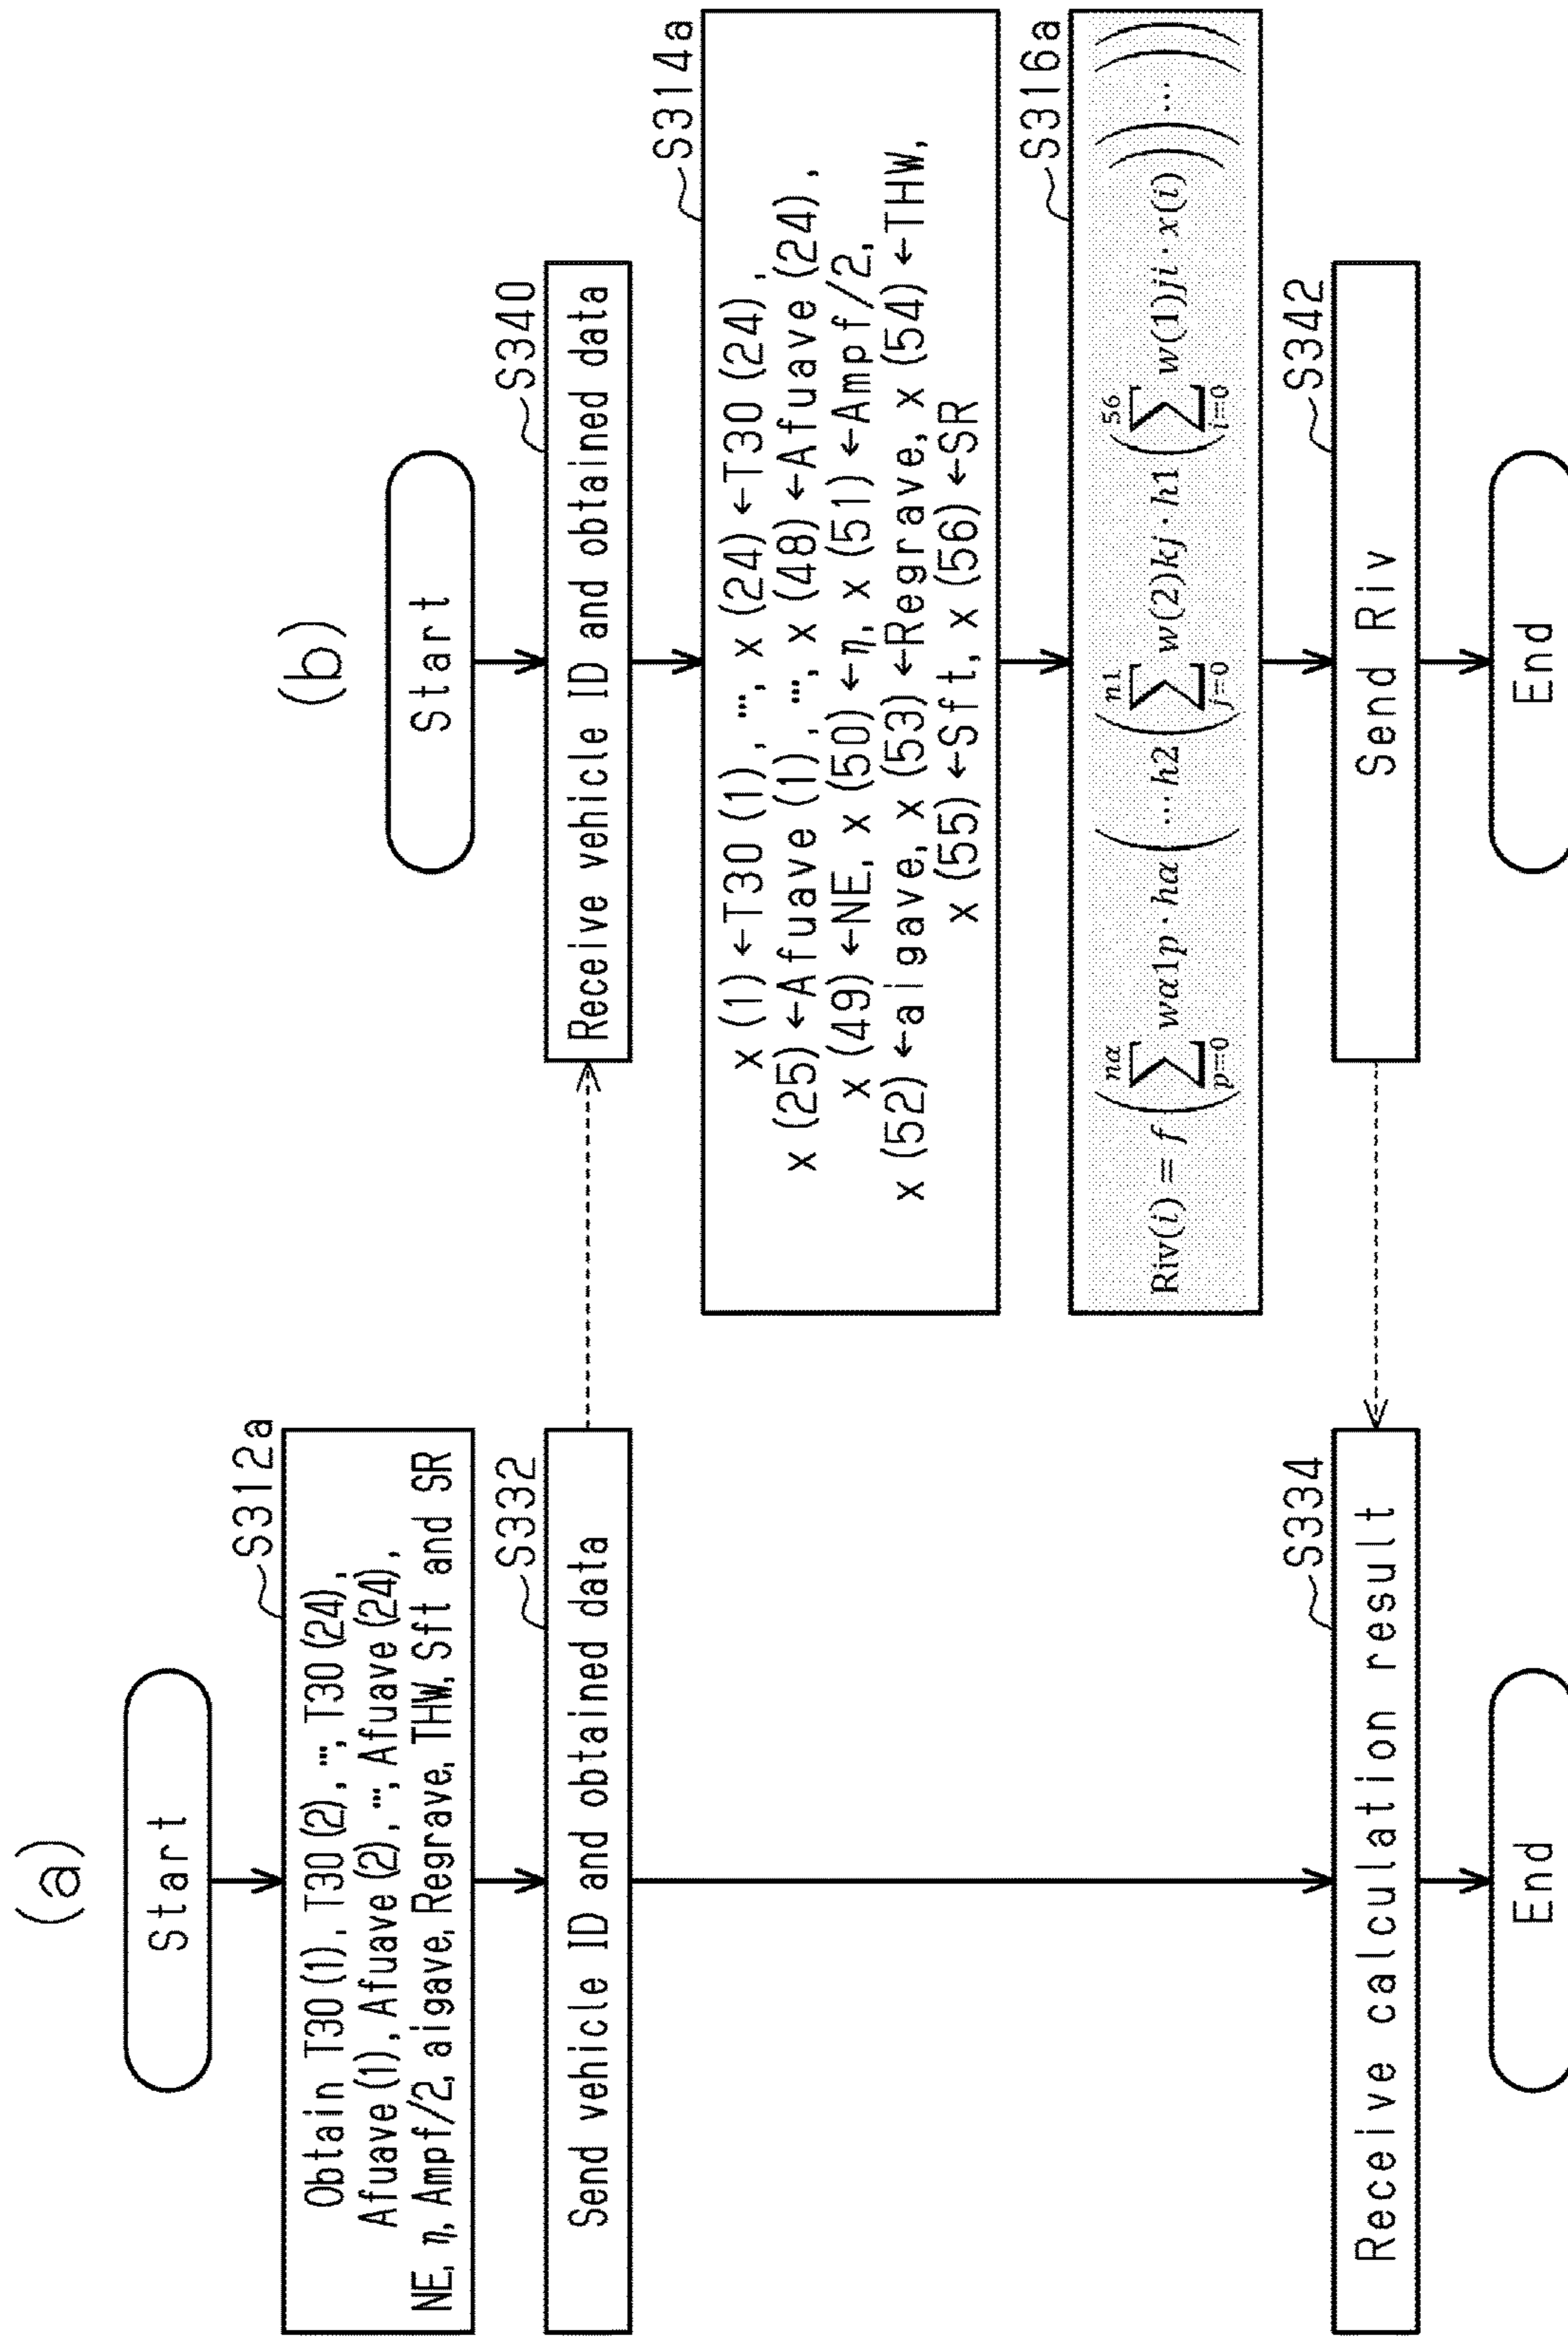 (a)
Start
S312a
Obtain T30 (1), T30 (2), …, T30 (24),
Afuave (1), Afuave (2), …, Afuave (24),
NE, η, Ampf/2, aigave, Regrave, THW, Sft and SR
S332
Send vehicle ID and obtained data
S334
Receive calculation result
End
(b)
Start
S340
Receive vehicle ID and obtained data
S314a
x (1) ←T30 (1), …, x (24) ←T30 (24),
x (25) ←Afuave (1), …, x (48) ←Afuave (24),
x (49) ←NE, x (50) ←η, x (51) ←Ampf/2,
x (52) ←aigave, x (53) ←Regrave, x (54) ←THW,
x (55) ←Sft, x (56) ←SR
S316a
Riv(i) = f ( nα ∑ p=0 wα1p · hα ( … h2 ( n1 ∑ j=0 w(2)kj · h1 ( 56 ∑ i=0 w(1)ji · x(i) ) ) … ) )
S342
Send Riv
End